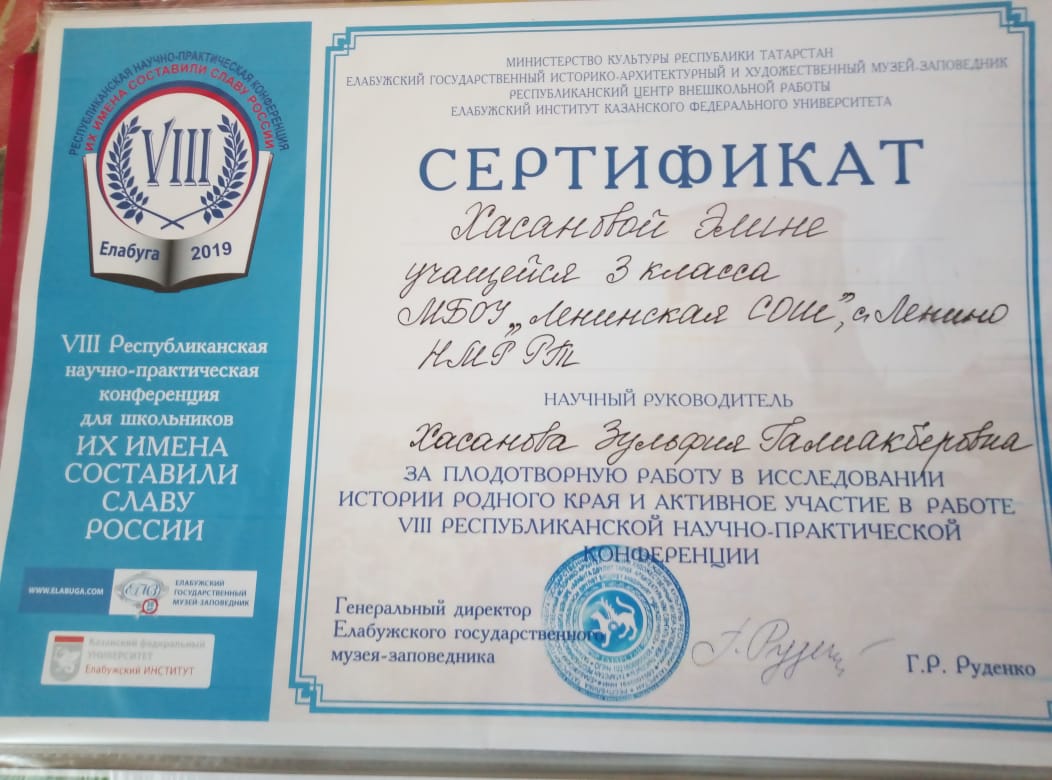 РЕСПУБЛИКАНСКАЯ НАУЧНО-ПРАКТИЧЕСКАЯ КОНФЕРЕНЦИЯ
ИХ ИМЕНА СОСТАВИЛИ СЛАВУ РОССИИ
VIII
Елабуга 2019
VIII Республиканская
научно-практическая
конференция
для школьников
ИХ ИМЕНА
СОСТАВИЛИ
СЛАВУ
РОССИИ
WWW.ELABUGA.COM
ЕЛАБУЖСКИЙ
ГОСУДАРСТВЕННЫЙ
МУЗЕЙ-ЗАПОВЕДНИК
Казанский федеральный
УНИВЕРСИТЕТ
Елабужский ИНСТИТУТ
МИНИСТЕРСТВО КУЛЬТУРЫ РЕСПУБЛИКИ ТАТАРСТАН
ЕЛАБУЖСКИЙ ГОСУДАРСТВЕННЫЙ ИСТОРИКО-АРХИТЕКТУРНЫЙ И ХУДОЖЕСТВЕННЫЙ МУЗЕЙ-ЗАПОВЕДНИК
РЕСПУБЛИКАНСКИЙ ЦЕНТР ВНЕШКОЛЬНОЙ РАБОТЫ
ЕЛАБУЖСКИЙ ИНСТИТУТ КАЗАНСКОГО ФЕДЕРАЛЬНОГО УНИВЕРСИТЕТА
СЕРТИФИКАТ
Хасановой Элине
учащейся 3 класса
МБОУ „Ленинская СОШ", с. Ленино
НМР РТ
НАУЧНЫЙ РУКОВОДИТЕЛЬ
Хасанова Зульфия Галиакберовна
ЗА ПЛОДОТВОРНУЮ РАБОТУ В ИССЛЕДОВАНИИ
ИСТОРИИ РОДНОГО КРАЯ И АКТИВНОЕ УЧАСТИЕ В РАБОТЕ
VIII РЕСПУБЛИКАНСКОЙ НАУЧНО-ПРАКТИЧЕСКОЙ
КОНФЕРЕНЦИИ
Генеральный директор
Елабужского государственного
музея-заповедника
Г.Р. Руденко